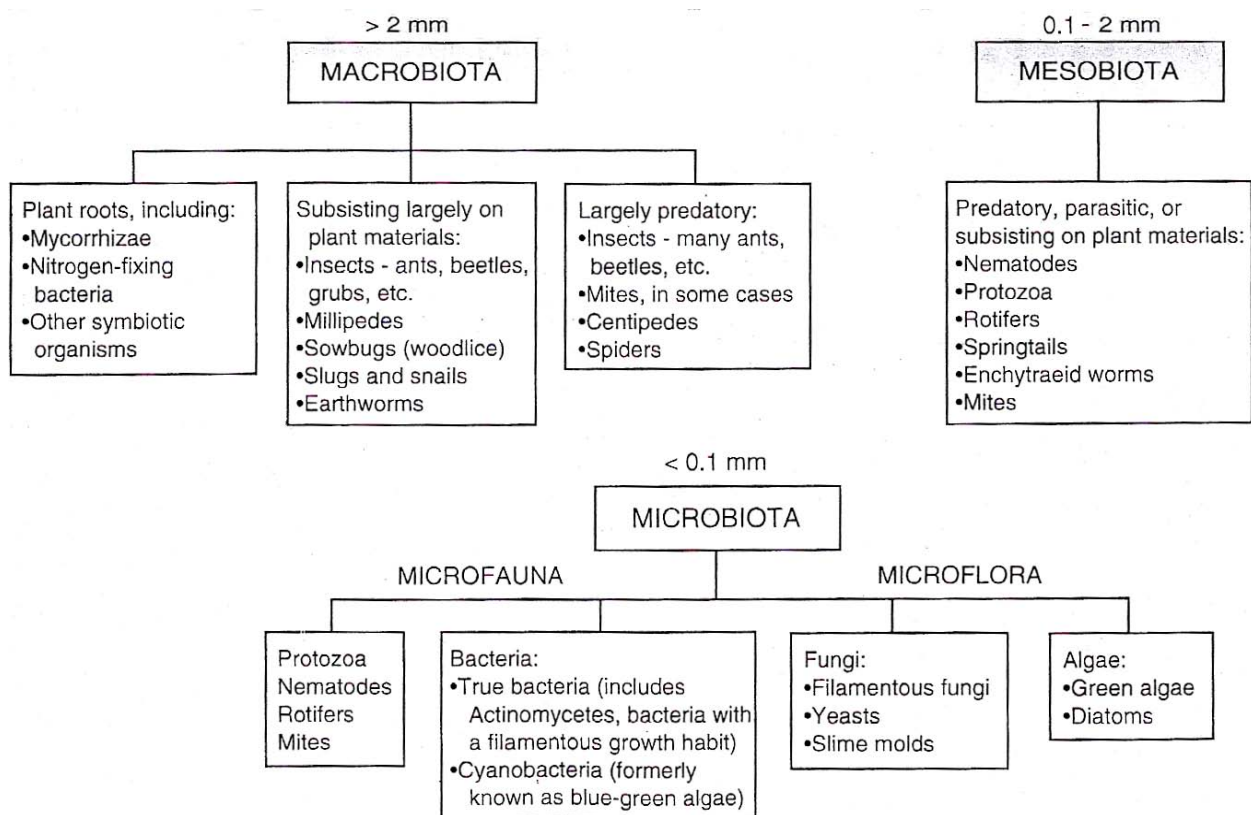 > 2 mm
MACROBIOTA
Plant roots, including:
•Mycorrhizae
•Nitrogen-fixing
bacteria
•Other symbiotic
organisms
Subsisting largely on
plant materials:
•Insects - ants, beetles,
grubs, etc.
•Millipedes
•Sowbugs (woodlice)
•Slugs and snails
•Earthworms
Largely predatory:
•Insects - many ants,
beetles, etc.
•Mites, in some cases
•Centipedes
•Spiders
0.1 - 2 mm
MESOBIOTA
Predatory, parasitic, or
subsisting on plant materials:
•Nematodes
•Protozoa
•Rotifers
•Springtails
•Enchytraeid worms
•Mites
< 0.1 mm
MICROBIOTA
MICROFAUNA
MICROFLORA
Protozoa
Nematodes
Rotifers
Mites
Bacteria:
•True bacteria (includes
Actinomycetes, bacteria with
a filamentous growth habit)
•Cyanobacteria (formerly
known as blue-green algae)
Fungi:
•Filamentous fungi
•Yeasts
•Slime molds
Algae:
•Green algae
•Diatoms